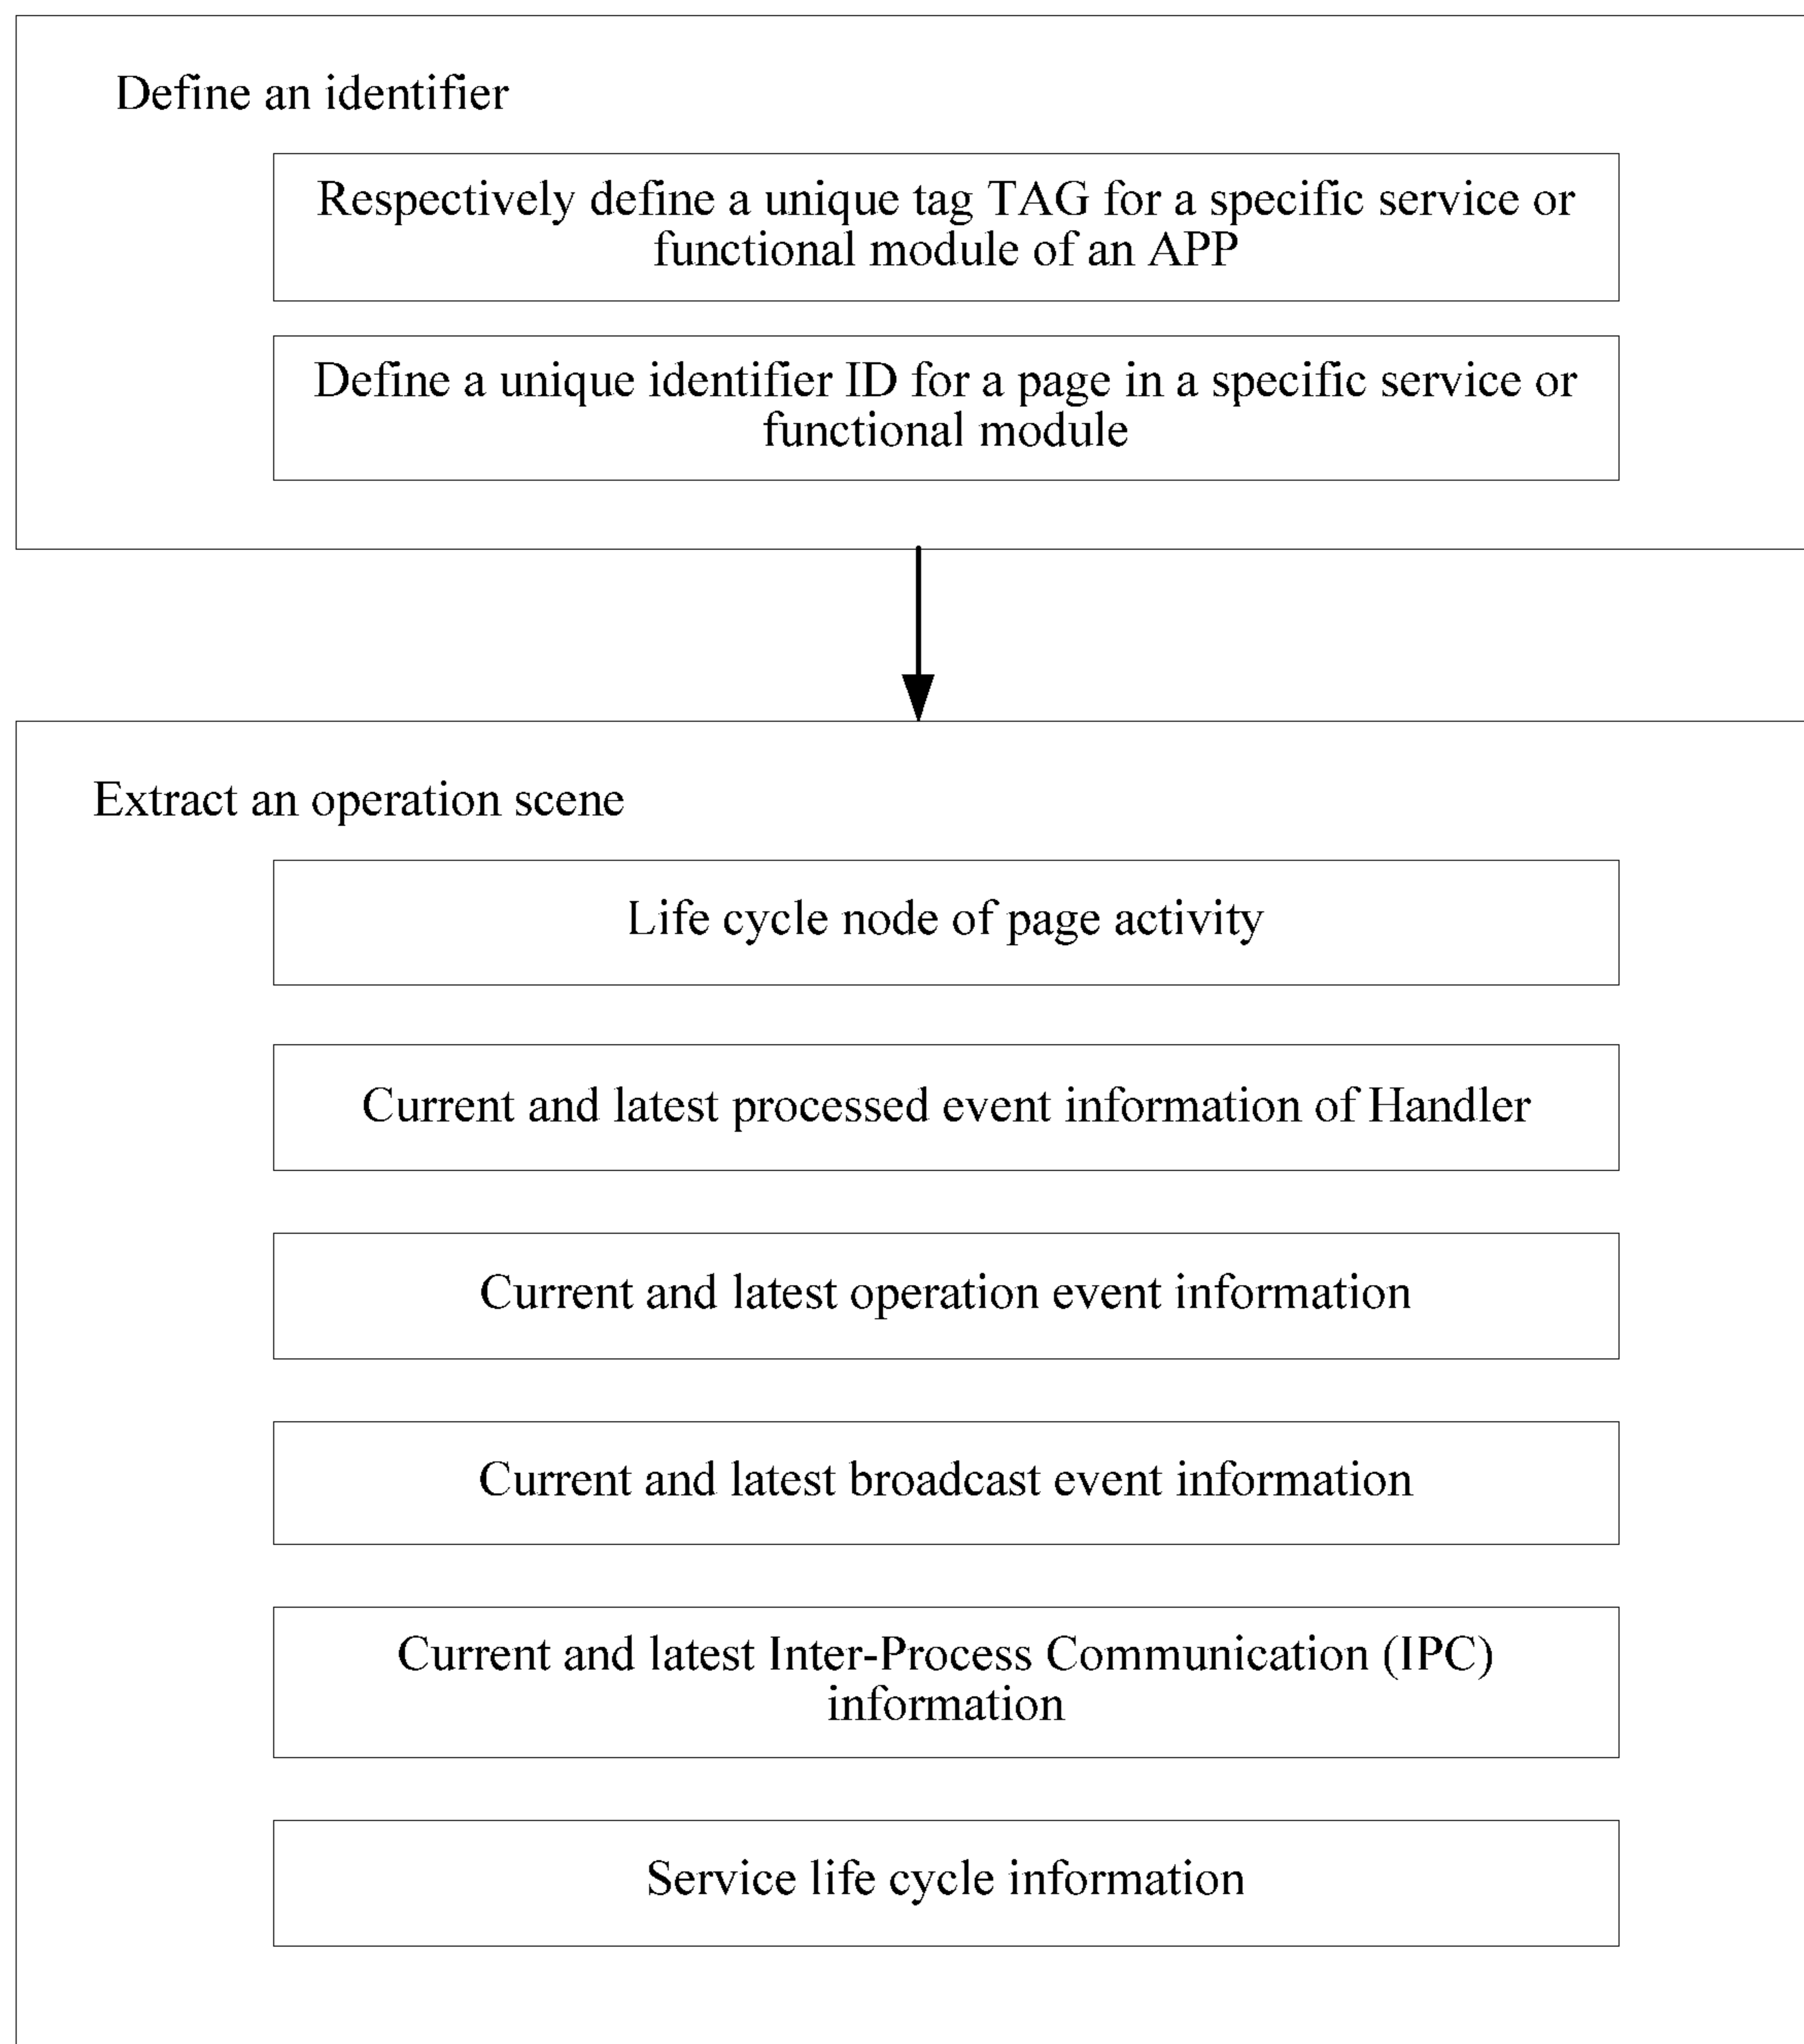 Define an identifier
Respectively define a unique tag TAG for a specific service or
functional module of an APP
Define a unique identifier ID for a page in a specific service or
functional module
Extract an operation scene
Life cycle node of page activity
Current and latest processed event information of Handler
Current and latest operation event information
Current and latest broadcast event information
Current and latest Inter-Process Communication (IPC)
information
Service life cycle information